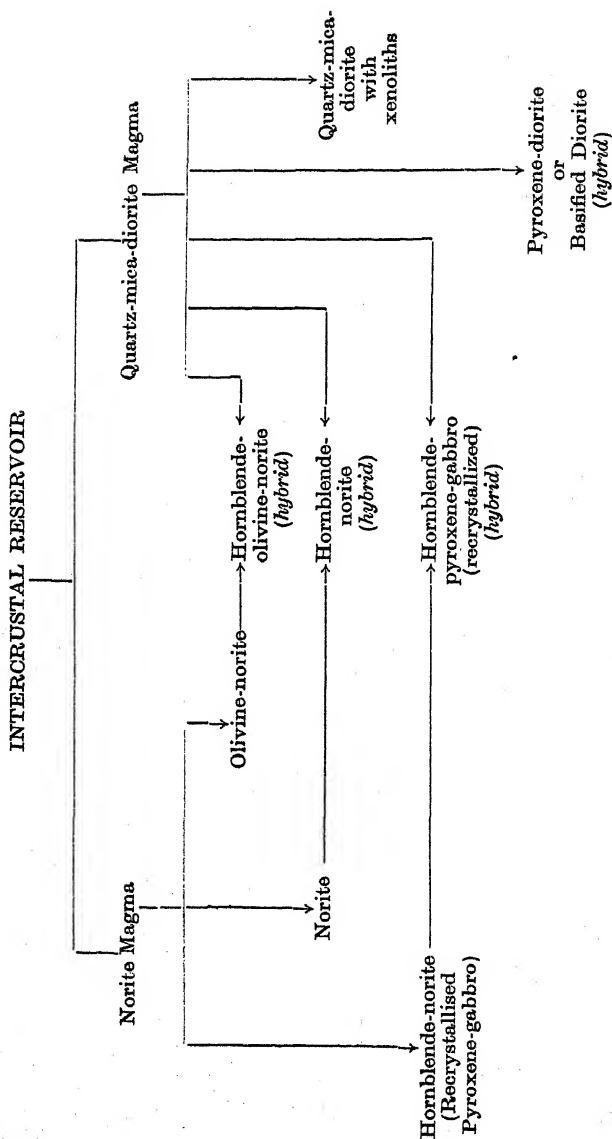 INTERCRUSTAL RESERVOIR
Norite Magma
Quartz-mica-diorite Magma
Olivine-norite
Hornblende-
olivine-norite
(hybrid)
Quartz-mica-
diorite
with
xenoliths
Norite
Hornblende-
norite
(hybrid)
Hornblende-norite
(Recrystallised
Pyroxene-gabbro)
Hornblende-
pyroxene-gabbro
(recrystallized)
(hybrid)
Pyroxene-diorite
or
Basified Diorite
(hybrid)